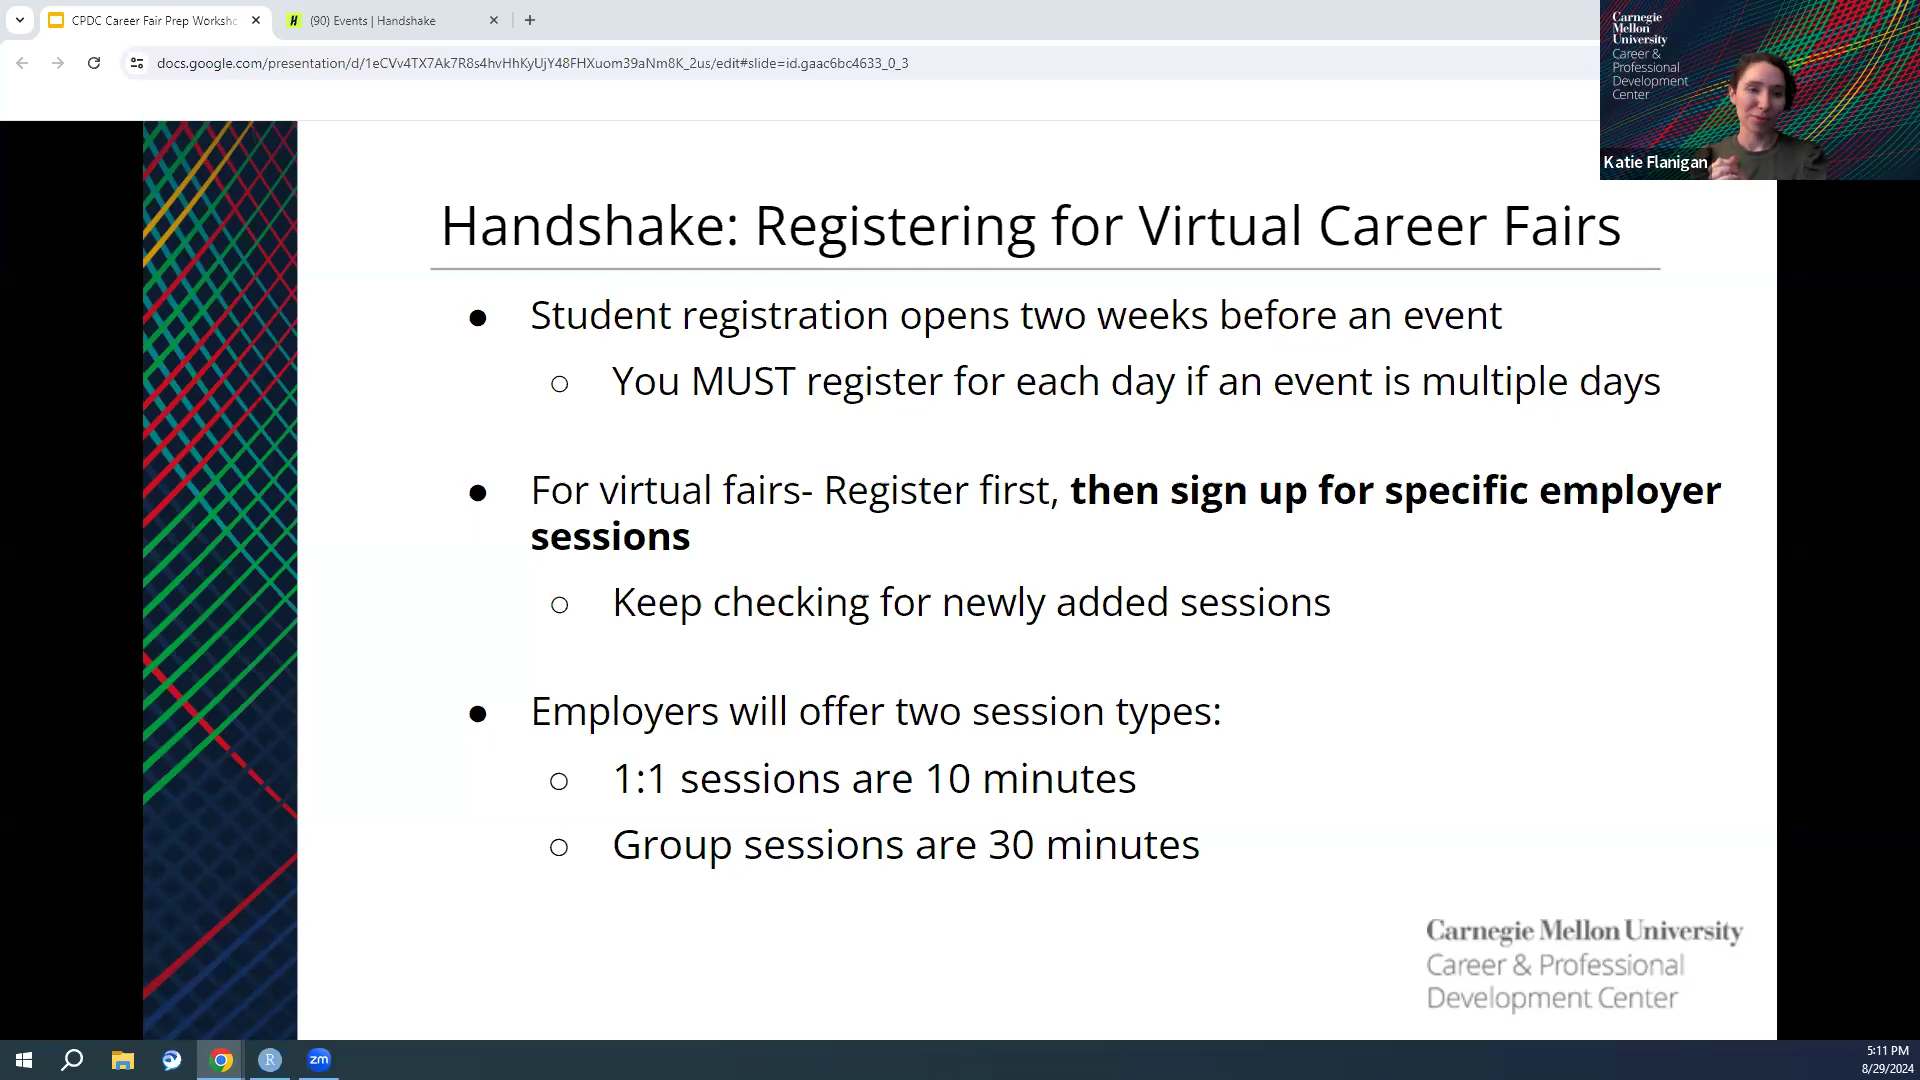 CPDC Career Fair Prep Worksho
(90) Events | Handshake
docs.google.com/presentation/d/1eCVv4TX7Ak7R8s4hvHhKyUjY48FHXuom39aNm8K_2us/edit#slide=id.gaac6bc4633_0_3
Carnegie
Mellon
University
Career &
Professional
Development
Center
Katie Flanigan
Handshake: Registering for Virtual Career Fairs
● Student registration opens two weeks before an event
○ You MUST register for each day if an event is multiple days
● For virtual fairs- Register first, then sign up for specific employer
sessions
○ Keep checking for newly added sessions
● Employers will offer two session types:
○ 1:1 sessions are 10 minutes
○ Group sessions are 30 minutes
Carnegie Mellon University
Career & Professional
Development Center
R
zm
5:11 PM
8/29/2024